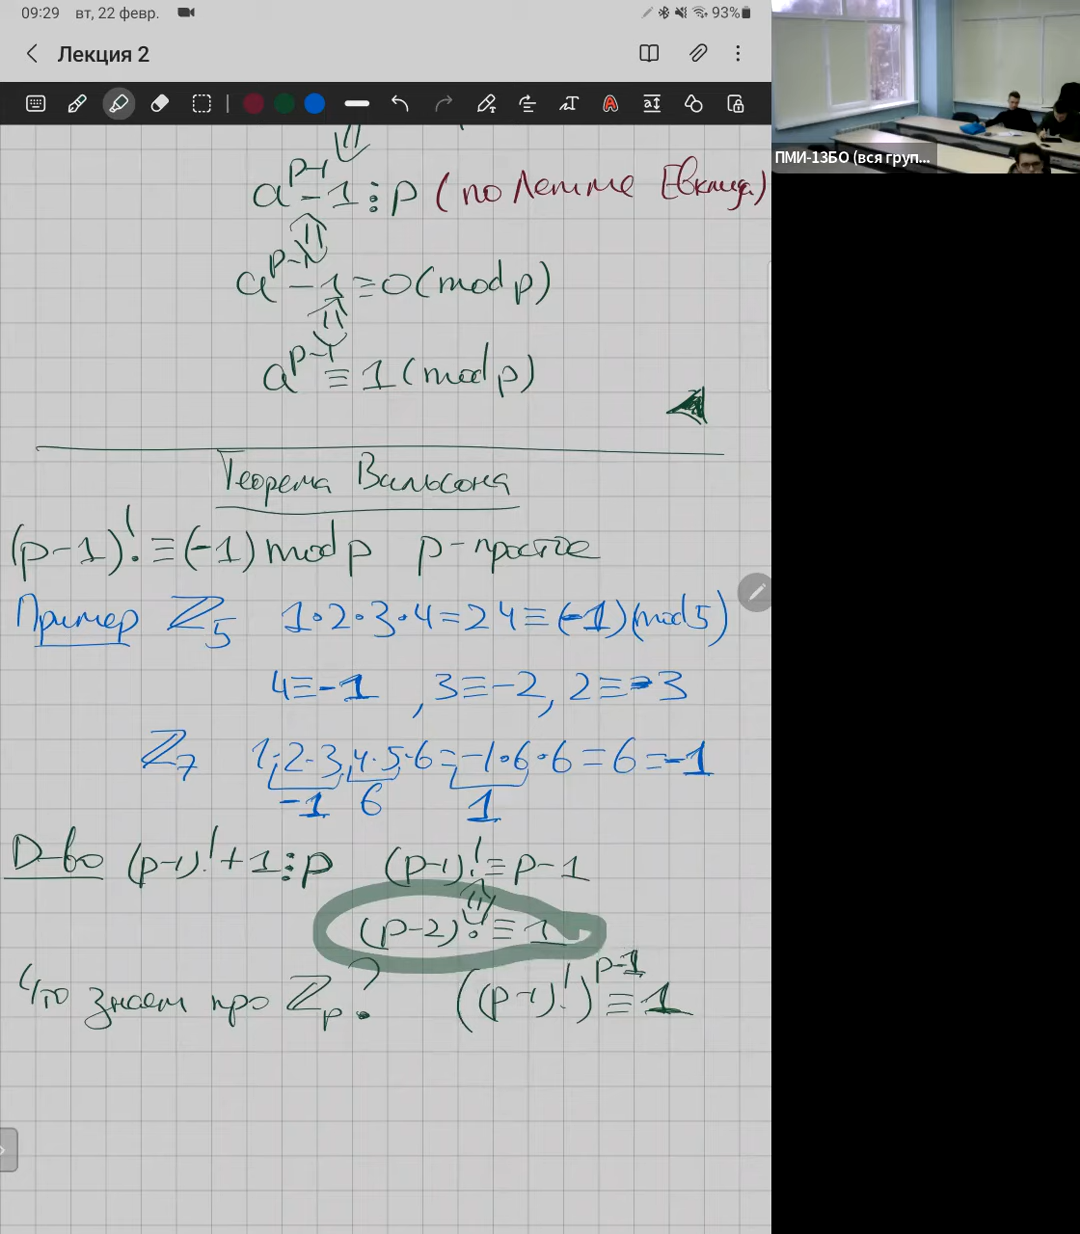 09:29 вт, 22 февр. 93%
Лекция 2
ПМИ-13БО (вся груп...
a^{p-1} - 1 ⋮ p (по Лемме Евклида)
a^{p-1} - 1 ≡ 0 (mod p)
a^{p-1} ≡ 1 (mod p)
Теорема Вильсона
(p-1)! ≡ (-1) mod p p - простое
Пример ℤ₅ 1·2·3·4 = 24 ≡ (-1) (mod 5)
4 ≡ -1, 3 ≡ -2, 2 ≡ -3
ℤ₇ 1·2·3·4·5·6 = -1·6·6 = 6 = -1
-1 6 1
Д-во (p-1)! + 1 ⋮ p (p-1)! ≡ p-1
(p-2)! ≡ 1
Что знаем про ℤₚ? ((p-1)!)^{p-1} ≡ 1